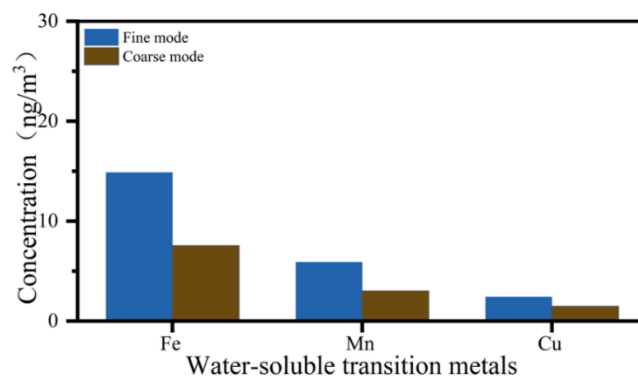 30
Fine mode
Coarse mode
20
10
0
Concentration（ng/m³）
Fe Mn Cu
Water-soluble transition metals